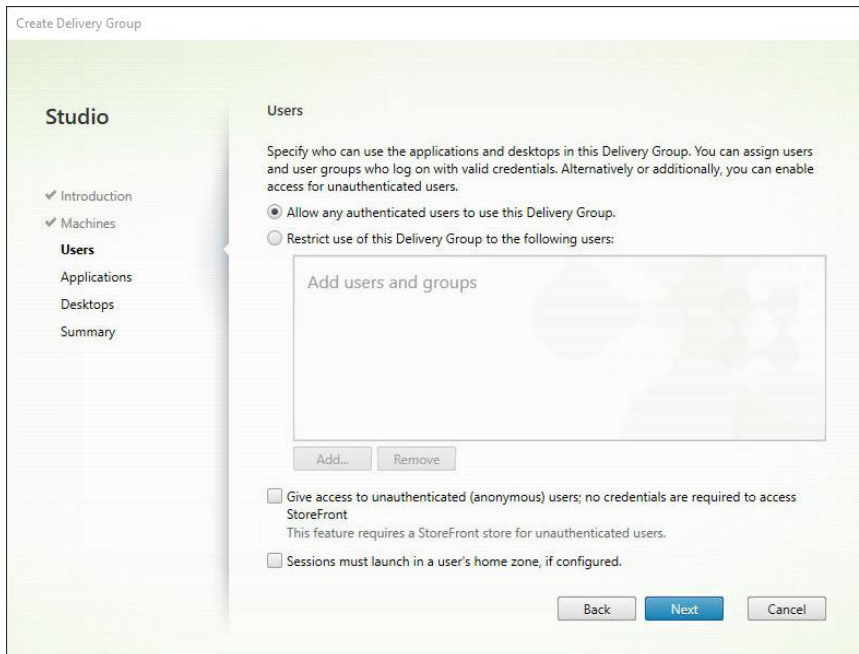 Create Delivery Group
Studio
Introduction
Machines
Users
Applications
Desktops
Summary
Users
Specify who can use the applications and desktops in this Delivery Group. You can assign users
and user groups who log on with valid credentials. Alternatively or additionally, you can enable
access for unauthenticated users.
Allow any authenticated users to use this Delivery Group.
Restrict use of this Delivery Group to the following users:
Add users and groups
Add... Remove
Give access to unauthenticated (anonymous) users; no credentials are required to access
StoreFront
This feature requires a StoreFront store for unauthenticated users.
Sessions must launch in a user's home zone, if configured.
Back Next Cancel